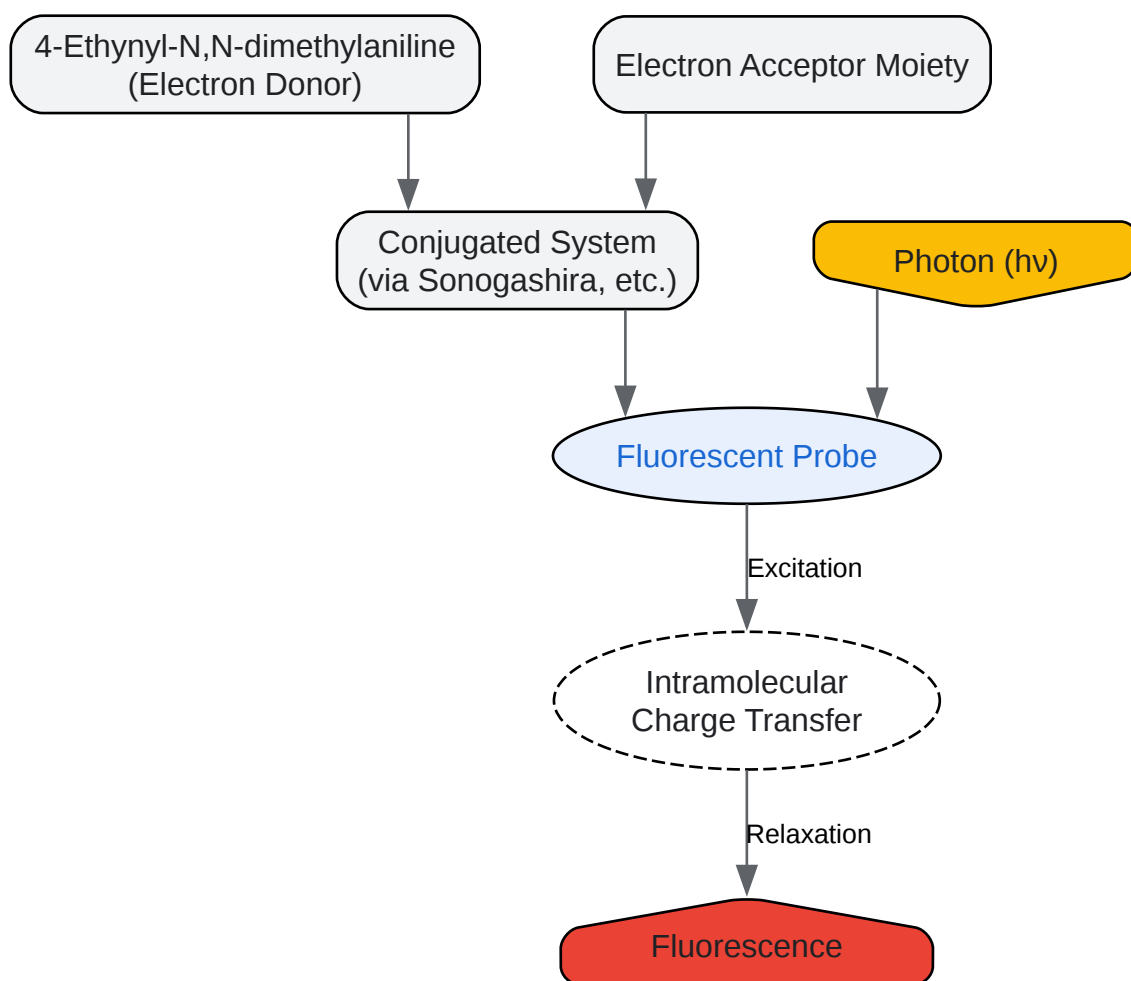 4-Ethynyl-N,N-dimethylaniline
(Electron Donor)
Electron Acceptor Moiety
Conjugated System
(via Sonogashira, etc.)
Photon (hν)
Fluorescent Probe
Excitation
Intramolecular
Charge Transfer
Relaxation
Fluorescence